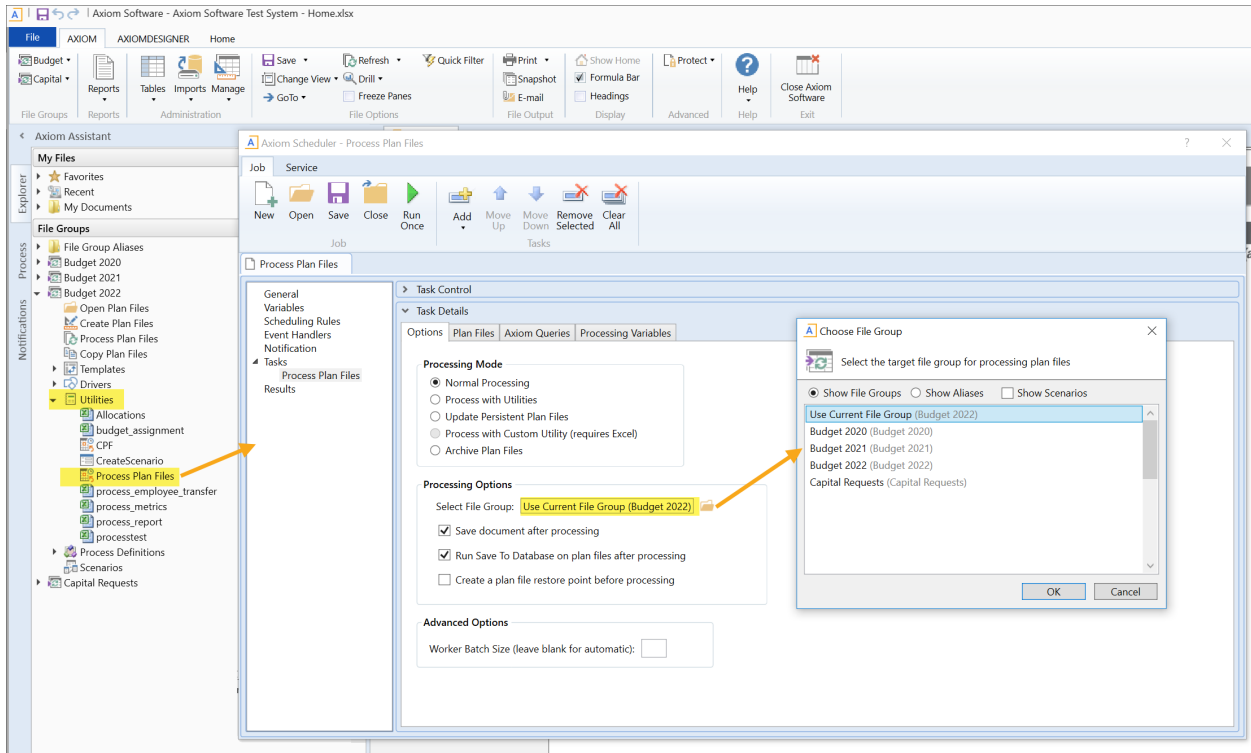 Axiom Software - Axiom Software Test System - Home.xlsx
File AXIOM AXIOMDESIGNER Home
Budget
Capital
File Groups
Reports
Reports
Tables Imports Manage
Administration
Save
Change View
GoTo
Refresh
Drill
Freeze Panes
Quick Filter
File Options
Print
Snapshot
E-mail
File Output
Show Home
Formula Bar
Headings
Display
Protect
Advanced
Help
Help
Close Axiom
Software
Exit
Axiom Assistant
Explorer
Process
Notifications
My Files
Favorites
Recent
My Documents
File Groups
File Group Aliases
Budget 2020
Budget 2021
Budget 2022
Open Plan Files
Create Plan Files
Process Plan Files
Copy Plan Files
Templates
Drivers
Utilities
Allocations
budget_assignment
CPF
CreateScenario
Process Plan Files
process_employee_transfer
process_metrics
process_report
processtest
Process Definitions
Scenarios
Capital Requests
Axiom Scheduler - Process Plan Files
Job Service
New Open Save Close Run
Once
Job
Add Move
Up Move
Down Remove
Selected Clear
All
Tasks
Process Plan Files
General
Variables
Scheduling Rules
Event Handlers
Notification
Tasks
Process Plan Files
Results
Task Control
Task Details
Options Plan Files Axiom Queries Processing Variables
Processing Mode
Normal Processing
Process with Utilities
Update Persistent Plan Files
Process with Custom Utility (requires Excel)
Archive Plan Files
Processing Options
Select File Group: Use Current File Group (Budget 2022)
Save document after processing
Run Save To Database on plan files after processing
Create a plan file restore point before processing
Advanced Options
Worker Batch Size (leave blank for automatic):
Choose File Group
Select the target file group for processing plan files
Show File Groups Show Aliases Show Scenarios
Use Current File Group (Budget 2022)
Budget 2020 (Budget 2020)
Budget 2021 (Budget 2021)
Budget 2022 (Budget 2022)
Capital Requests (Capital Requests)
OK Cancel